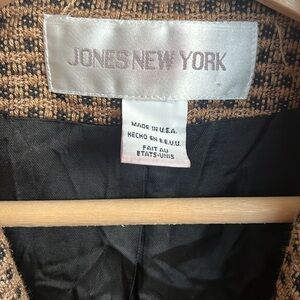 JONES NEW YORK
MADE IN U.S.A.
HECHO EN E.E.U.U.
FAIT AU
ETATS-UNIS